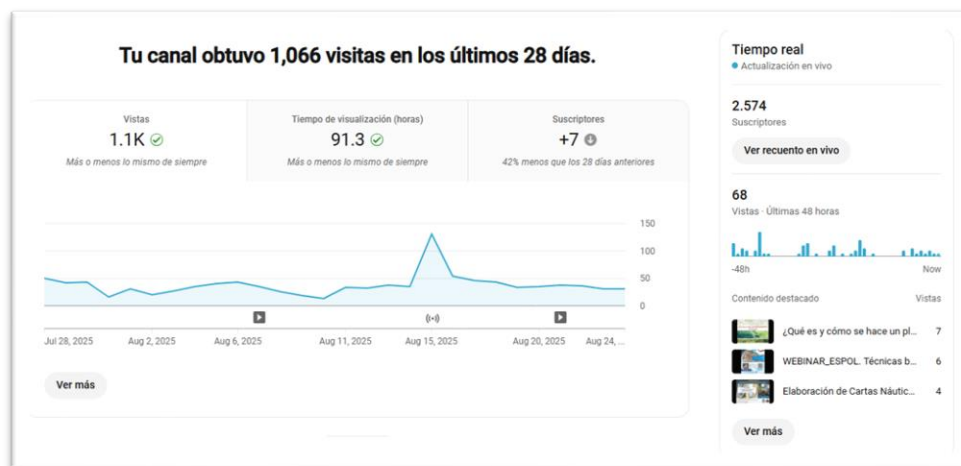 Tu canal obtuvo 1,066 visitas en los últimos 28 días.
Vistas
1.1K
Más o menos lo mismo de siempre
Tiempo de visualización (horas)
91.3
Más o menos lo mismo de siempre
Suscriptores
+7
42% menos que los 28 días anteriores
150
100
50
0
Jul 28, 2025
Aug 2, 2025
Aug 6, 2025
Aug 11, 2025
Aug 15, 2025
Aug 20, 2025
Aug 24, ...
Ver más
Tiempo real
Actualización en vivo
2.574
Suscriptores
Ver recuento en vivo
68
Vistas · Últimas 48 horas
-48h
Now
Contenido destacado
Vistas
¿Qué es y cómo se hace un pl...
7
WEBINAR_ESPOL. Técnicas b...
6
Elaboración de Cartas Náutic...
4
Ver más